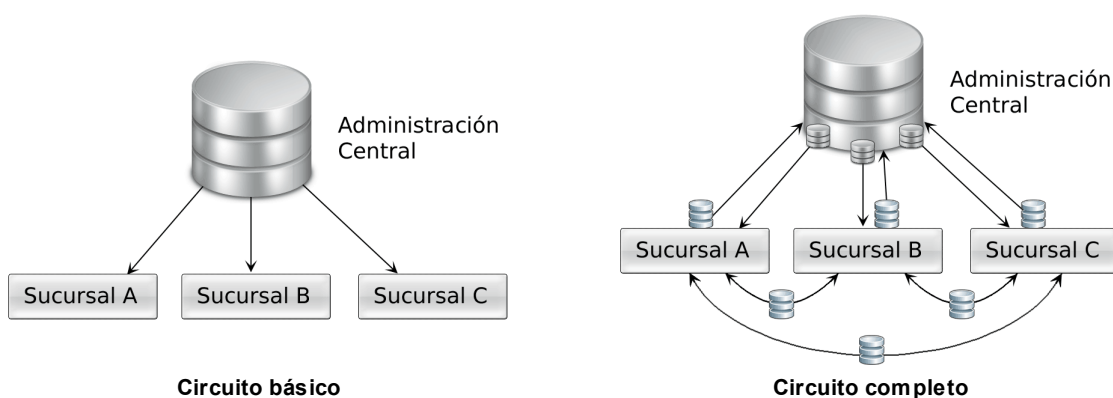 Administración
Central
Sucursal A
Sucursal B
Sucursal C
Circuito básico
Administración
Central
Sucursal A
Sucursal B
Sucursal C
Circuito completo